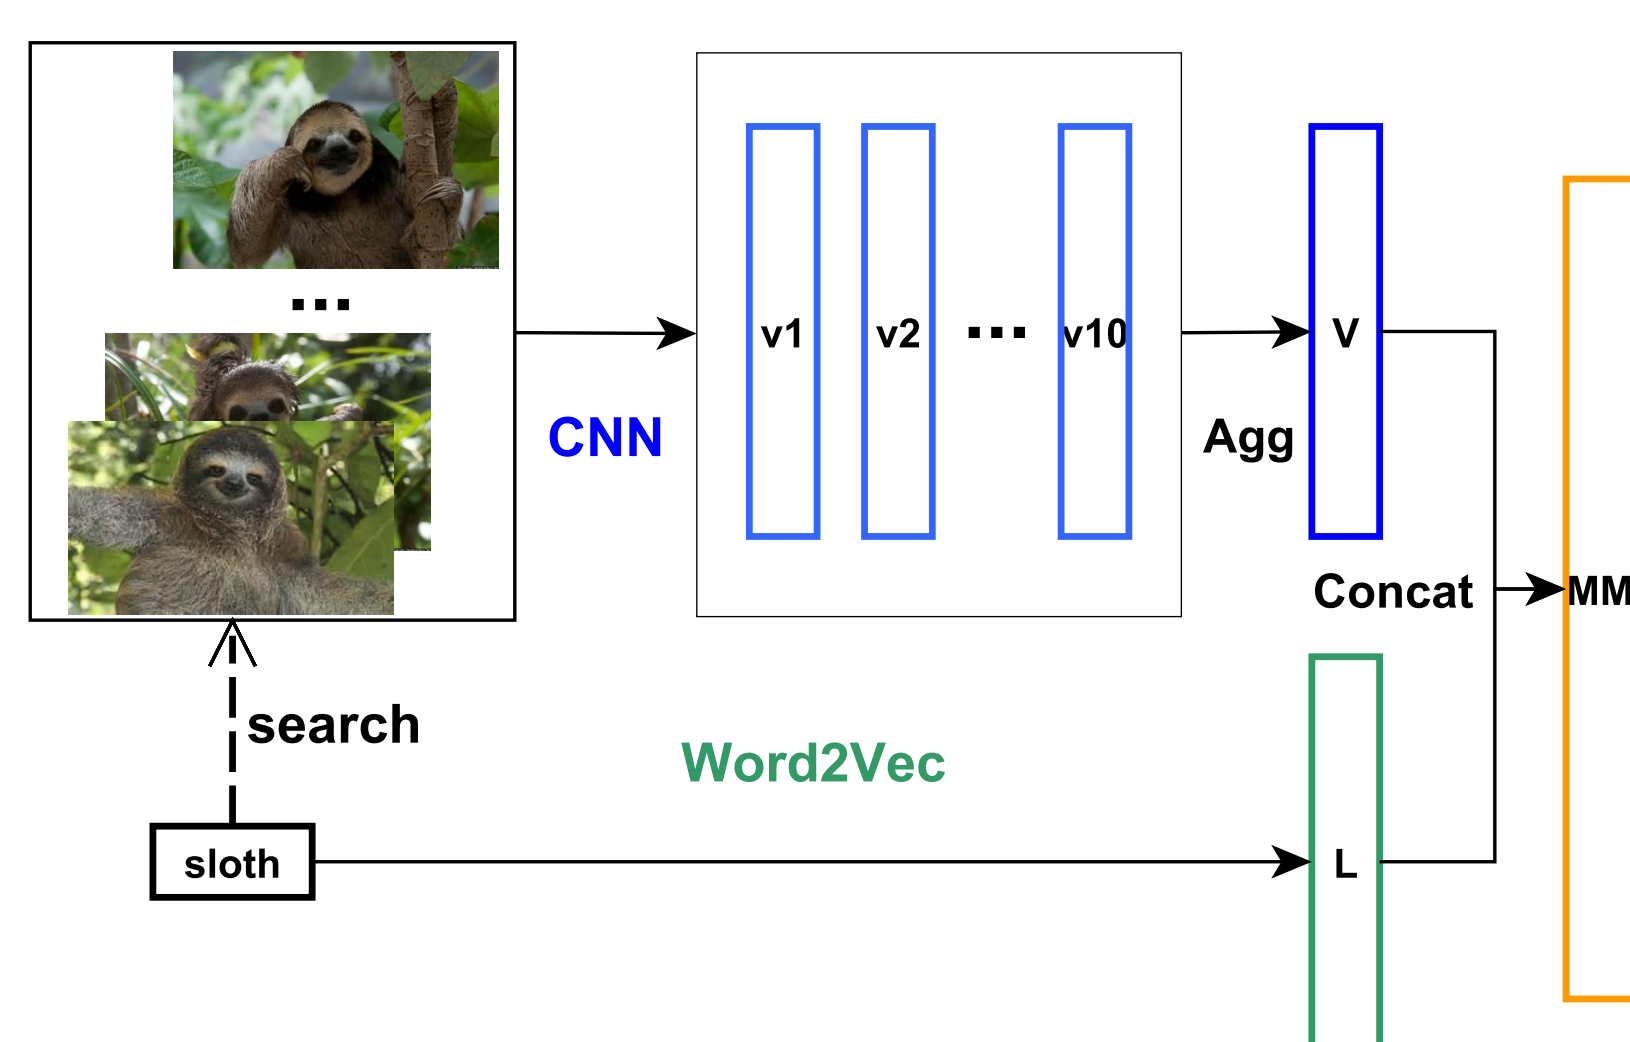 ...
v1
v2
...
v10
V
CNN
Agg
Concat
MM
search
Word2Vec
sloth
L